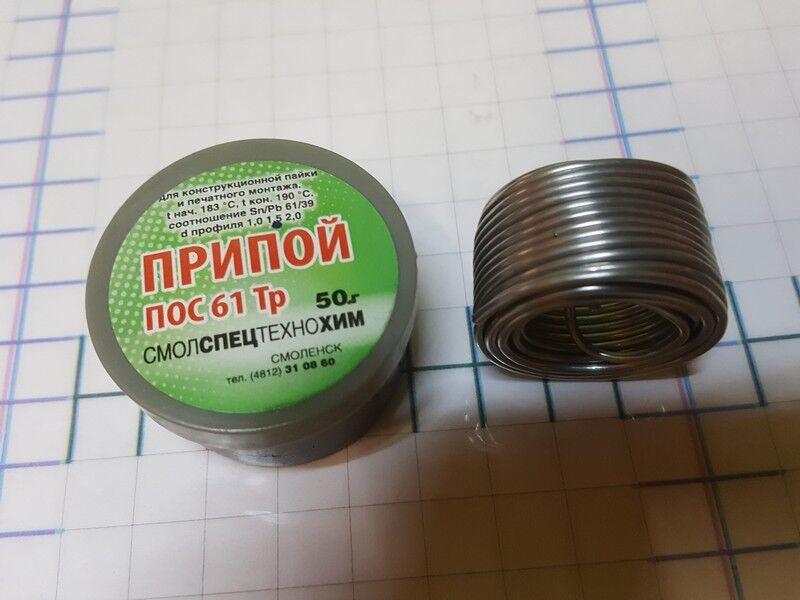 для конструкционной пайки
и печатного монтажа.
t нач. 183 °С, t кон. 190 °С.
соотношение Sn/Pb 61/39
d профиля 1,0 1,5 2,0
ПРИПОЙ
ПОС 61 Тр 50г
СМОЛСПЕЦТЕХНОХИМ
СМОЛЕНСК
тел. (4812) 31 08 60